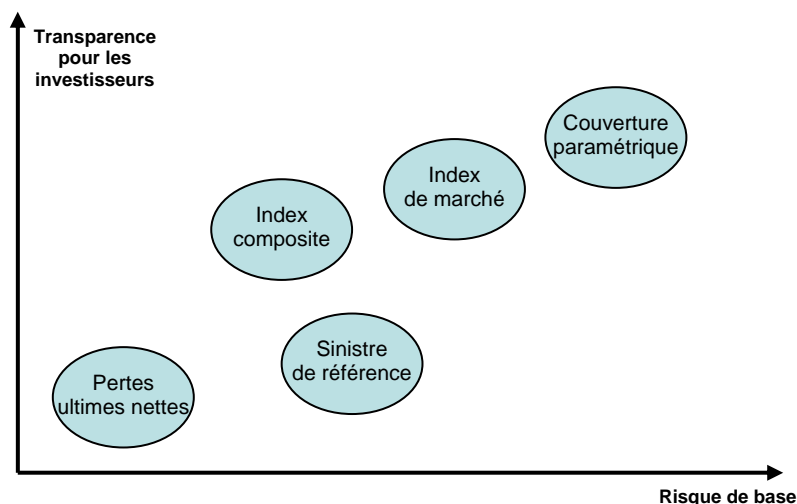 Transparence
pour les
investisseurs
Couverture
paramétrique
Index
de marché
Index
composite
Sinistre
de référence
Pertes
ultimes nettes
Risque de base